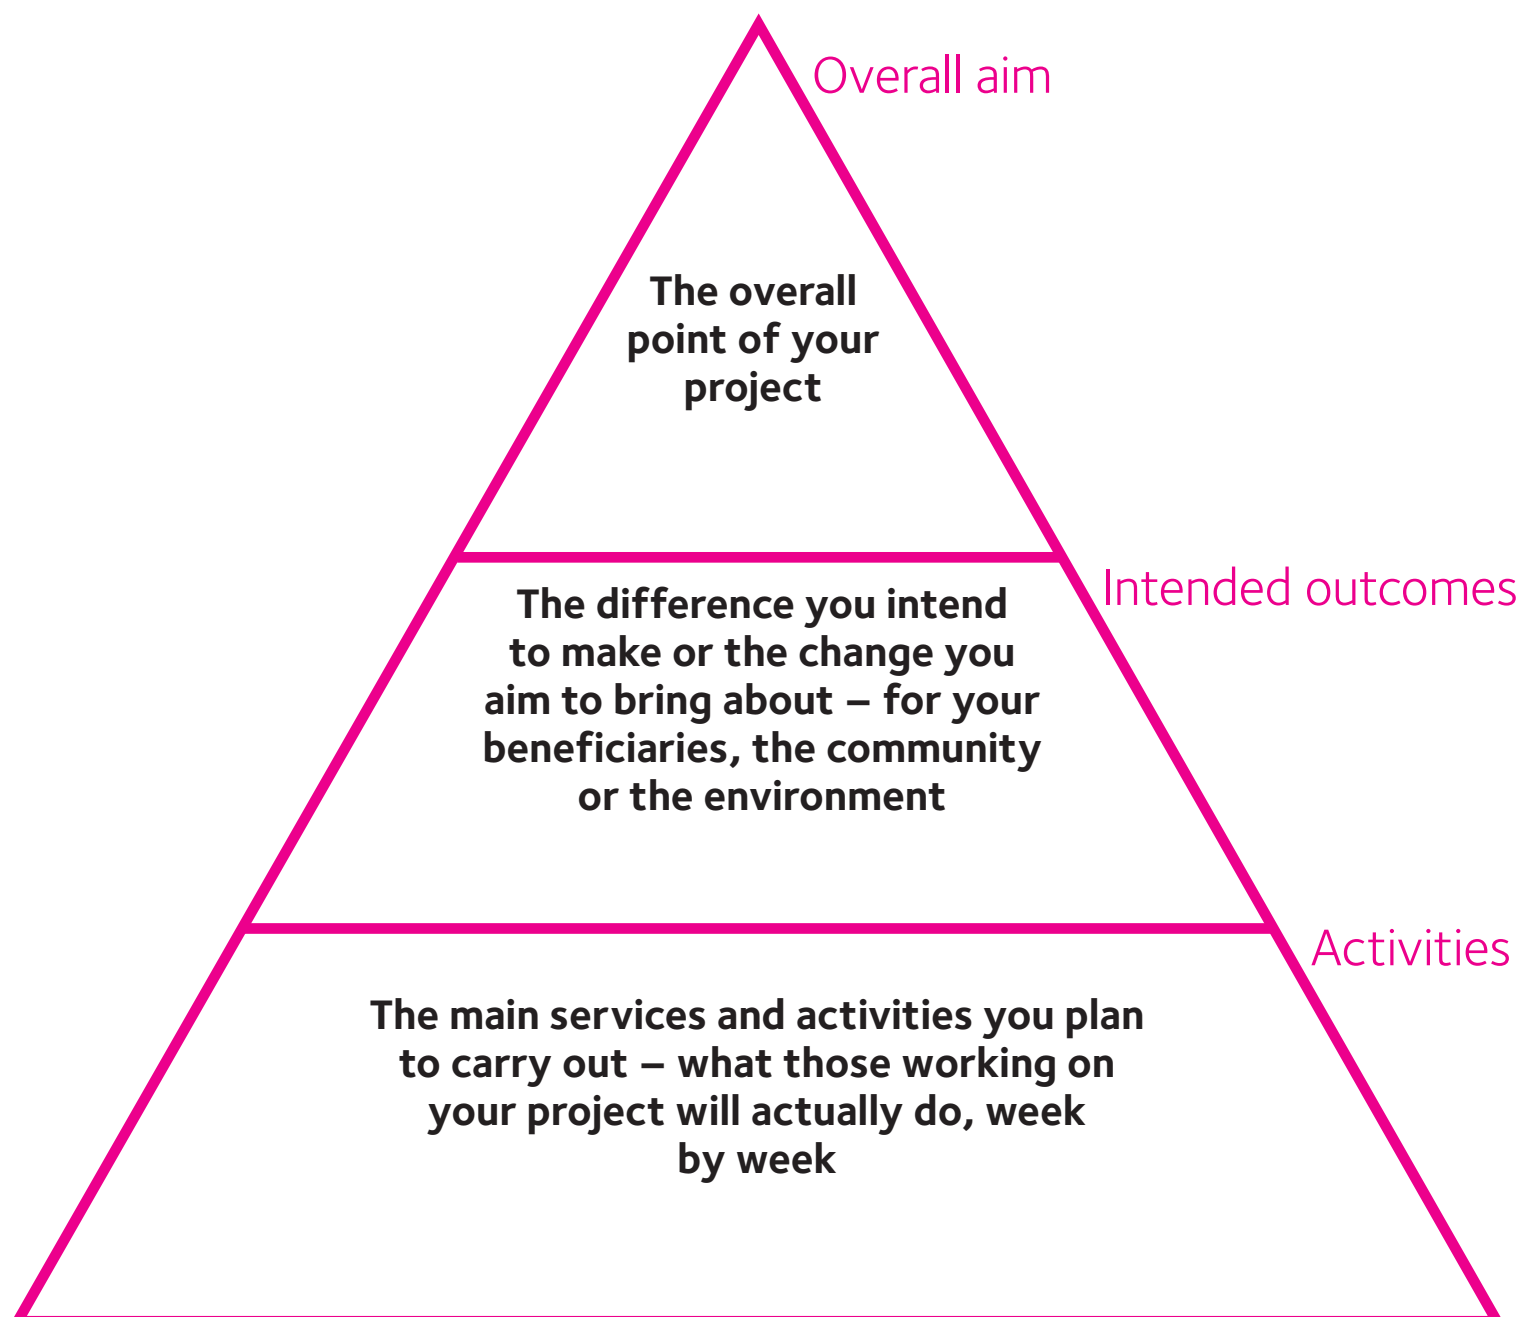 Overall aim
The overall
point of your
project
Intended outcomes
The difference you intend
to make or the change you
aim to bring about – for your
beneficiaries, the community
or the environment
Activities
The main services and activities you plan
to carry out – what those working on
your project will actually do, week
by week